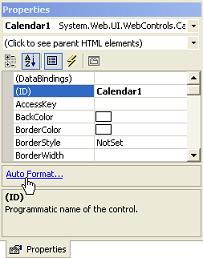 Properties
Calendar1 System.Web.UI.WebControls.Ca
(Click to see parent HTML elements)
(DataBindings)
(ID) Calendar1
AccessKey
BackColor
BorderColor
BorderStyle NotSet
BorderWidth
Auto Format...
(ID)
Programmatic name of the control.
Properties